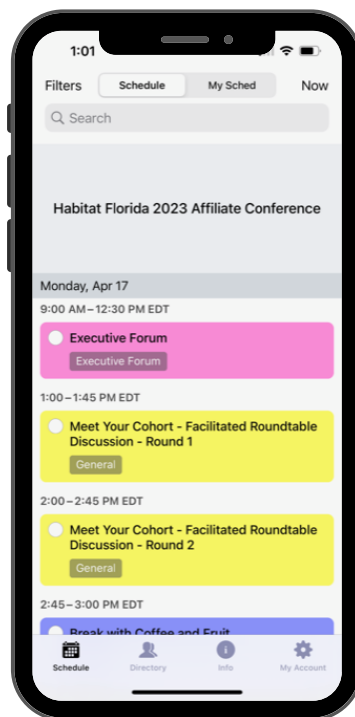 1:01
Filters Schedule My Sched Now
Search
Habitat Florida 2023 Affiliate Conference
Monday, Apr 17
9:00 AM–12:30 PM EDT
Executive Forum
Executive Forum
1:00–1:45 PM EDT
Meet Your Cohort - Facilitated Roundtable
Discussion - Round 1
General
2:00–2:45 PM EDT
Meet Your Cohort - Facilitated Roundtable
Discussion - Round 2
General
2:45–3:00 PM EDT
Break with Coffee and Fruit
Schedule Directory Info My Account